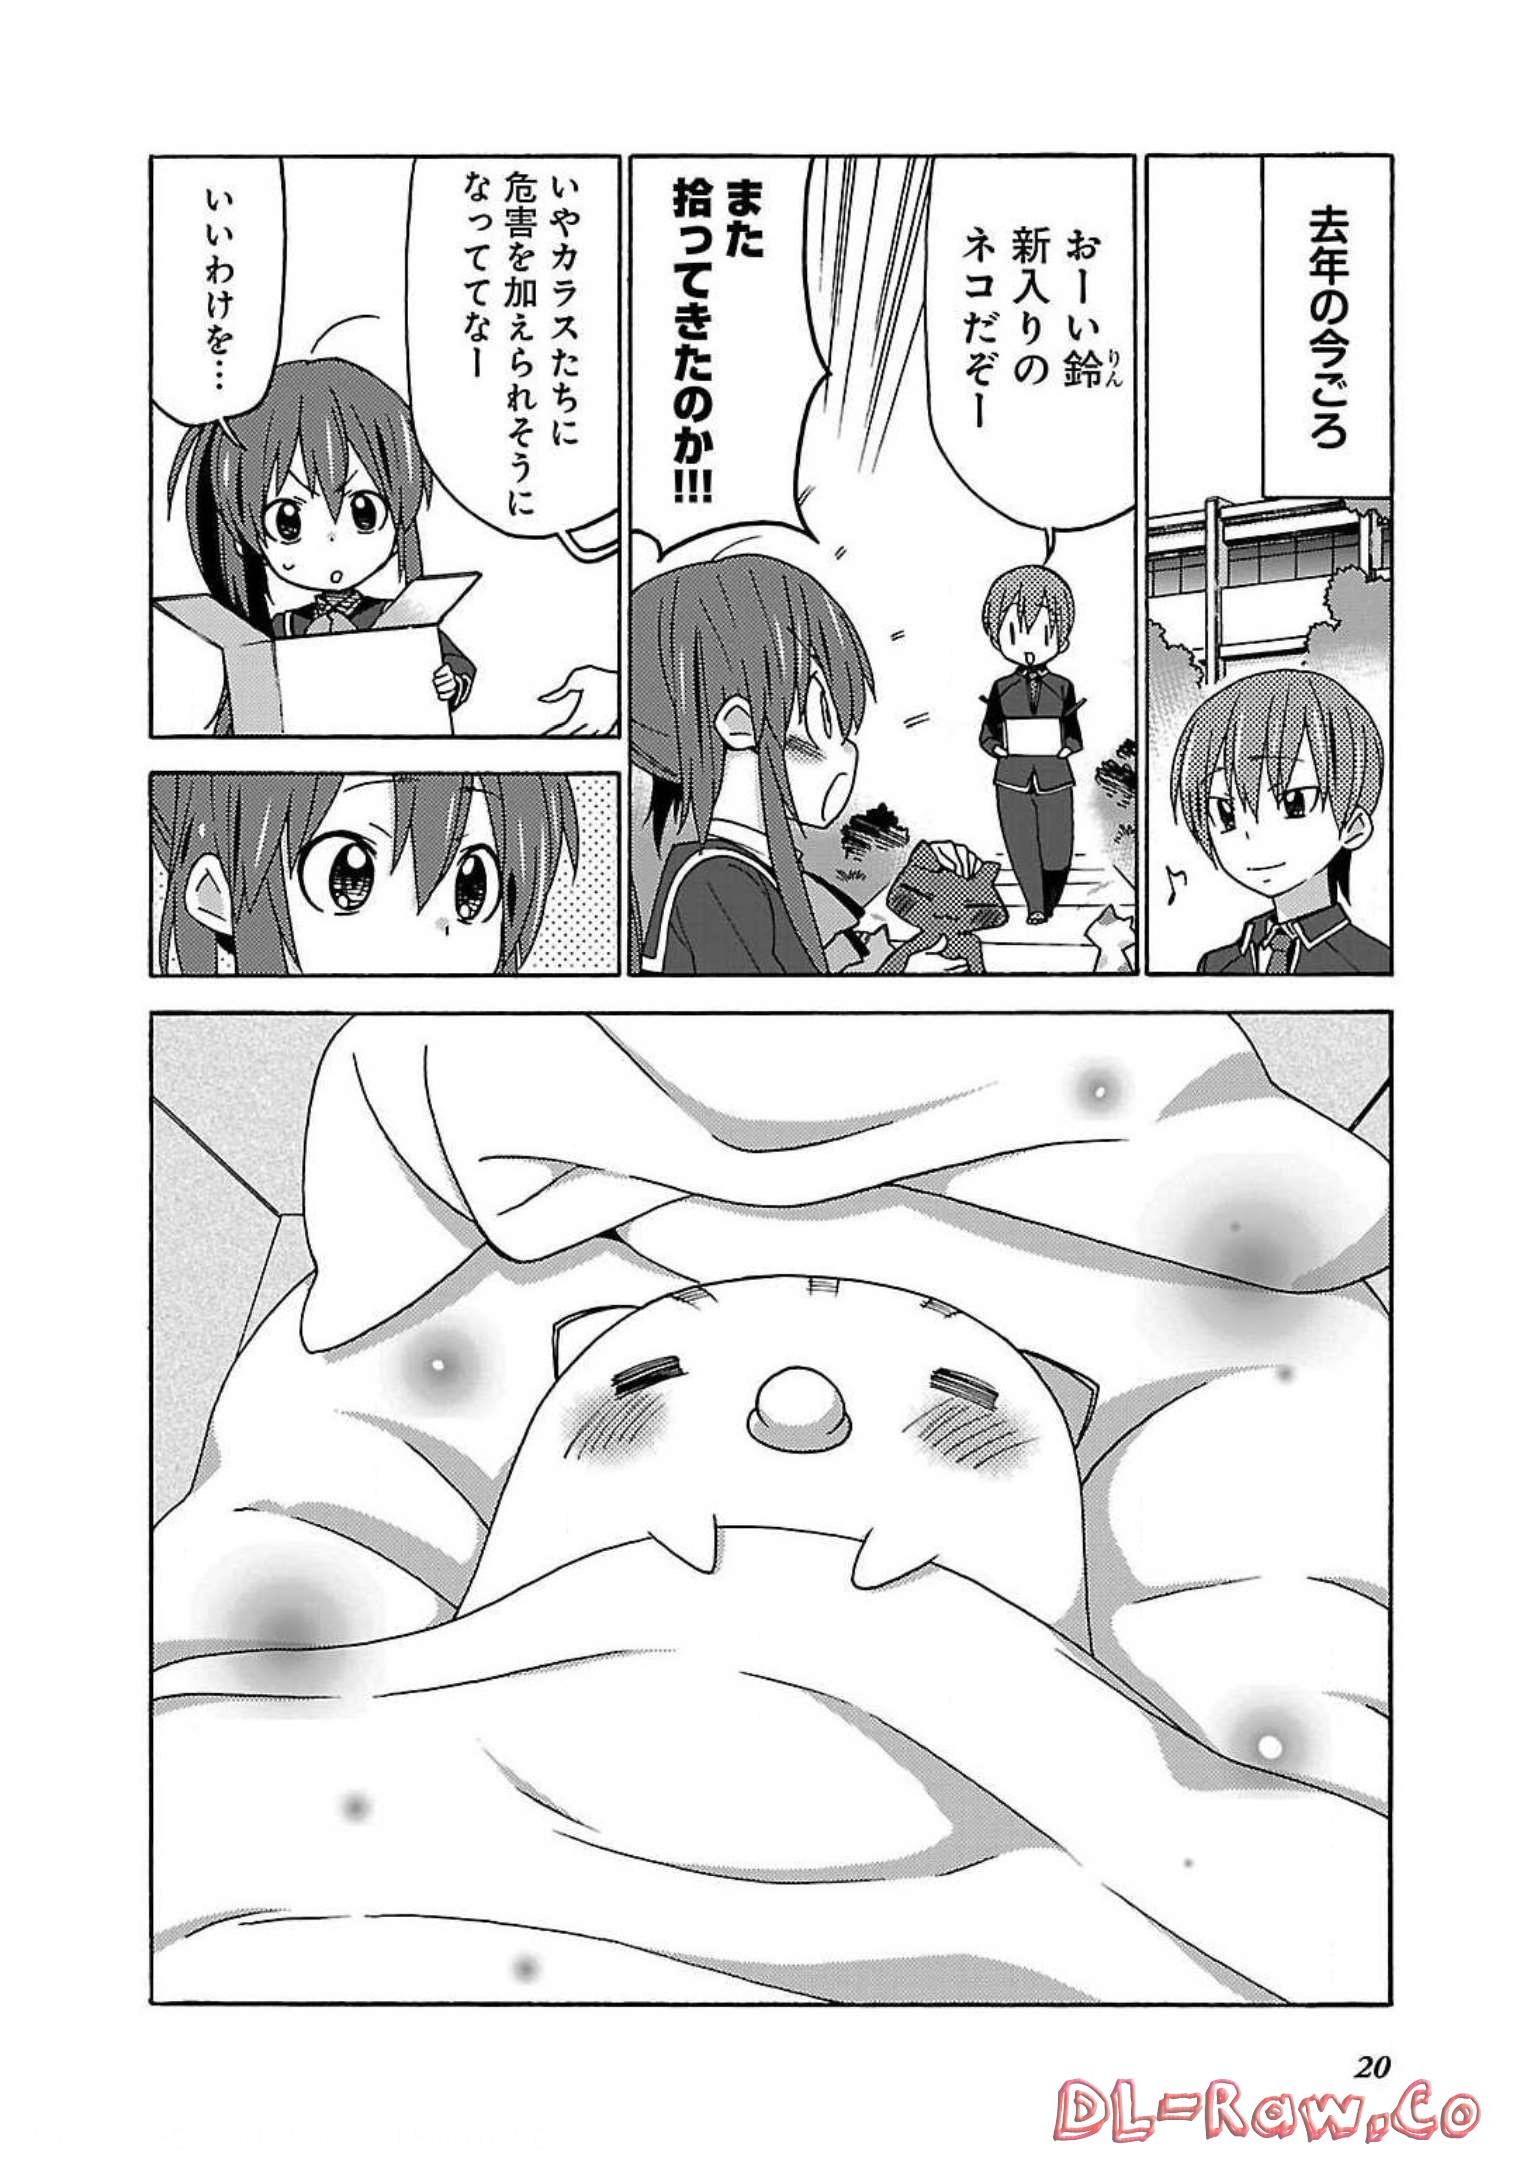 去年の今ごろ
おーい鈴
りん
新入りの
ネコだぞー
また
拾ってきたのか!!!
いやカラスたちに
危害を加えられそうに
なっててなー
いいわけを…
20
DL-Raw.Co